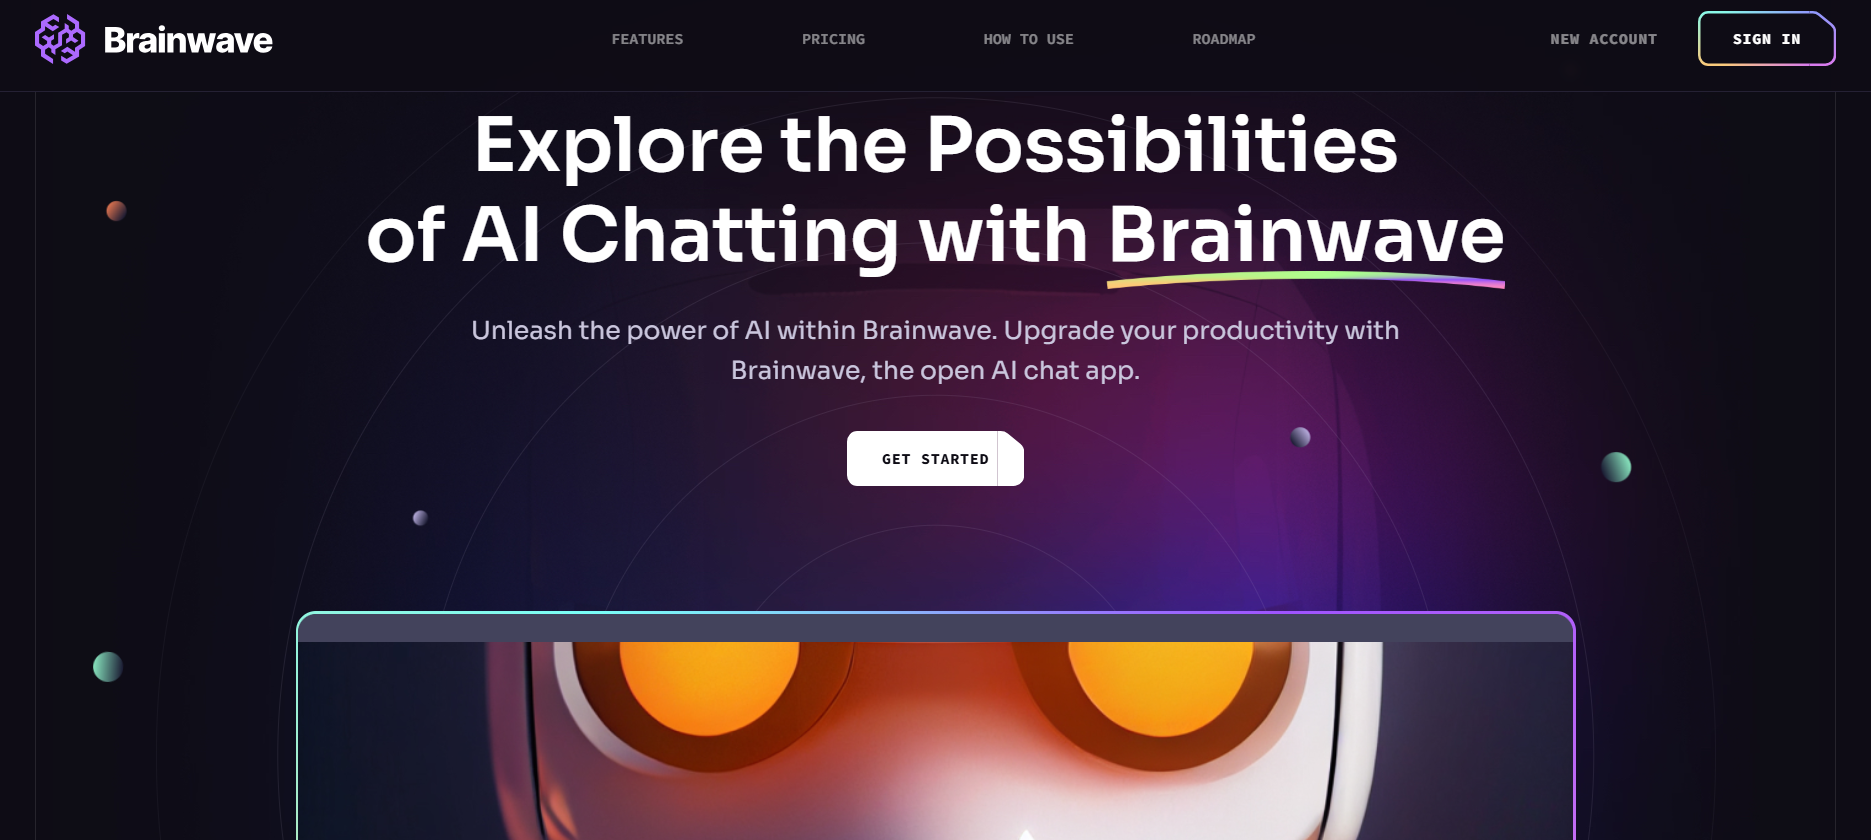 Brainwave
FEATURES
PRICING
HOW TO USE
ROADMAP
NEW ACCOUNT
SIGN IN
Explore the Possibilities
of AI Chatting with Brainwave
Unleash the power of AI within Brainwave. Upgrade your productivity with
Brainwave, the open AI chat app.
GET STARTED